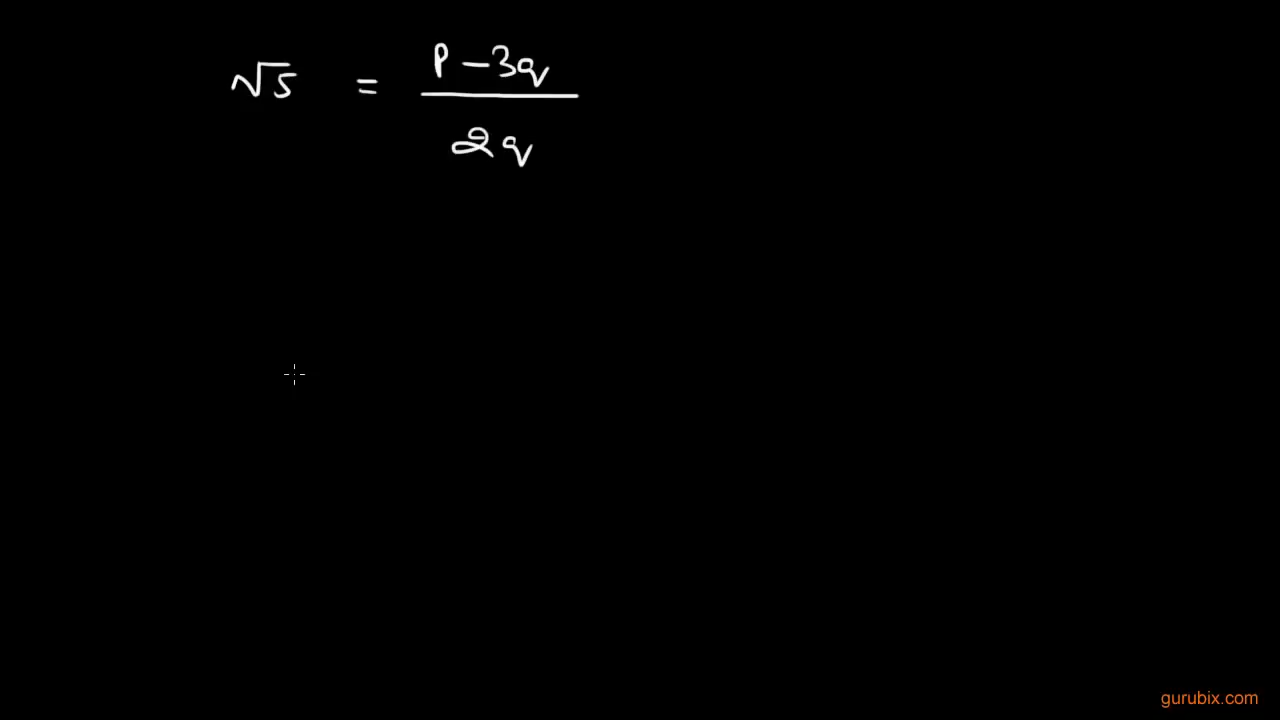 √5 = (p - 3q) / 2q
gurubix.com